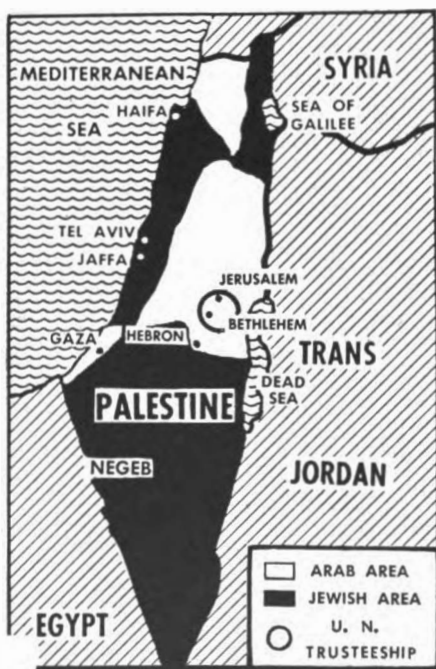 MEDITERRANEAN
SEA
SYRIA
HAIFA
SEA OF
GALILEE
TEL AVIV
JAFFA
JERUSALEM
BETHLEHEM
GAZA
HEBRON
TRANS
JORDAN
DEAD
SEA
PALESTINE
NEGEB
EGYPT
ARAB AREA
JEWISH AREA
U. N.
TRUSTEESHIP